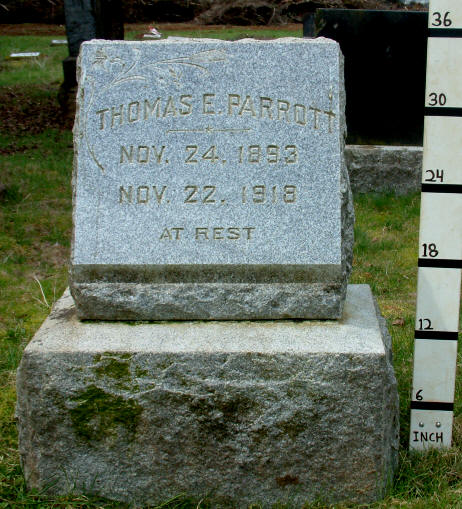 THOMAS E. PARROTT
NOV. 24. 1893
NOV. 22. 1918
AT REST
36
30
24
18
12
6
INCH